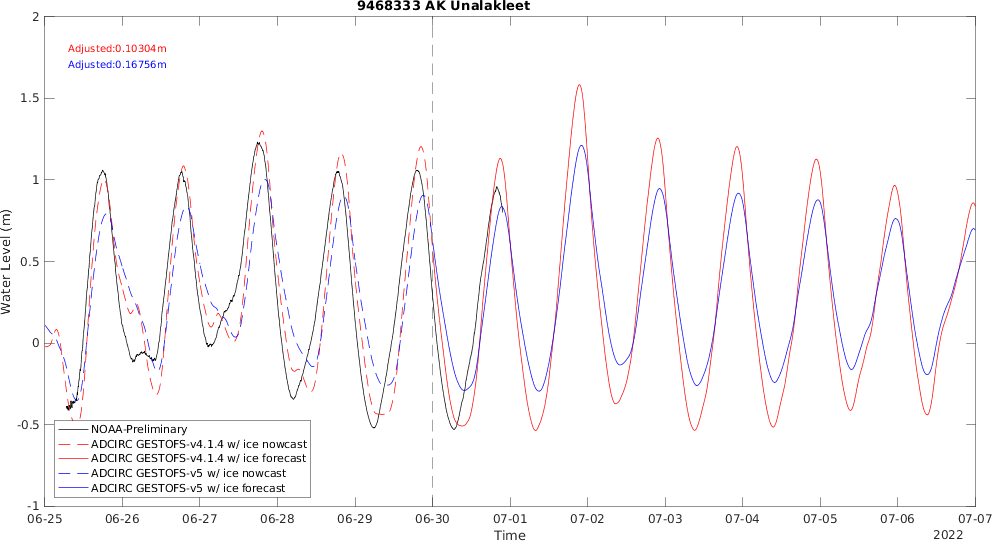 9468333 AK Unalakleet
Adjusted:0.10304m
Adjusted:0.16756m
Water Level (m)
2
1.5
1
0.5
0
-0.5
-1
NOAA-Preliminary
ADCIRC GESTOFS-v4.1.4 w/ ice nowcast
ADCIRC GESTOFS-v4.1.4 w/ ice forecast
ADCIRC GESTOFS-v5 w/ ice nowcast
ADCIRC GESTOFS-v5 w/ ice forecast
06-25 06-26 06-27 06-28 06-29 06-30 07-01 07-02 07-03 07-04 07-05 07-06 07-07
Time
2022